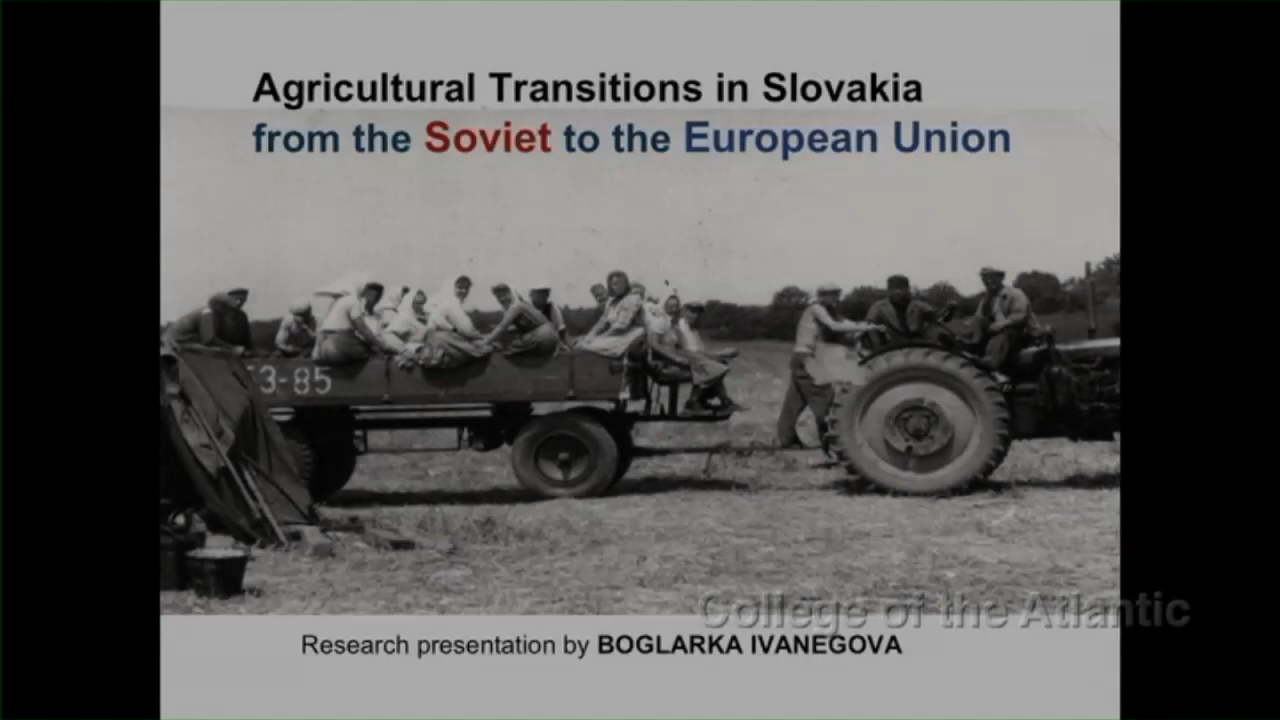 Agricultural Transitions in Slovakia
from the Soviet to the European Union
3-85
College of the Atlantic
Research presentation by BOGLARKA IVANEGOVA